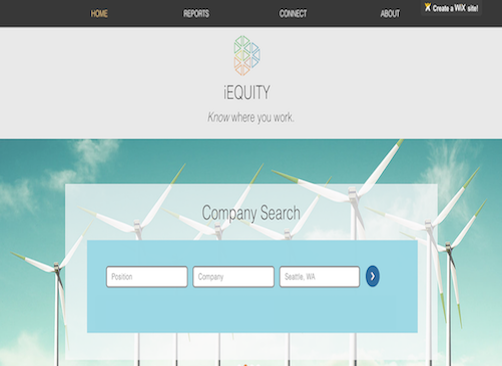 HOME REPORTS CONNECT ABOUT Create a WiX site!
iEQUITY
Know where you work.
Company Search
Position Company Seattle, WA